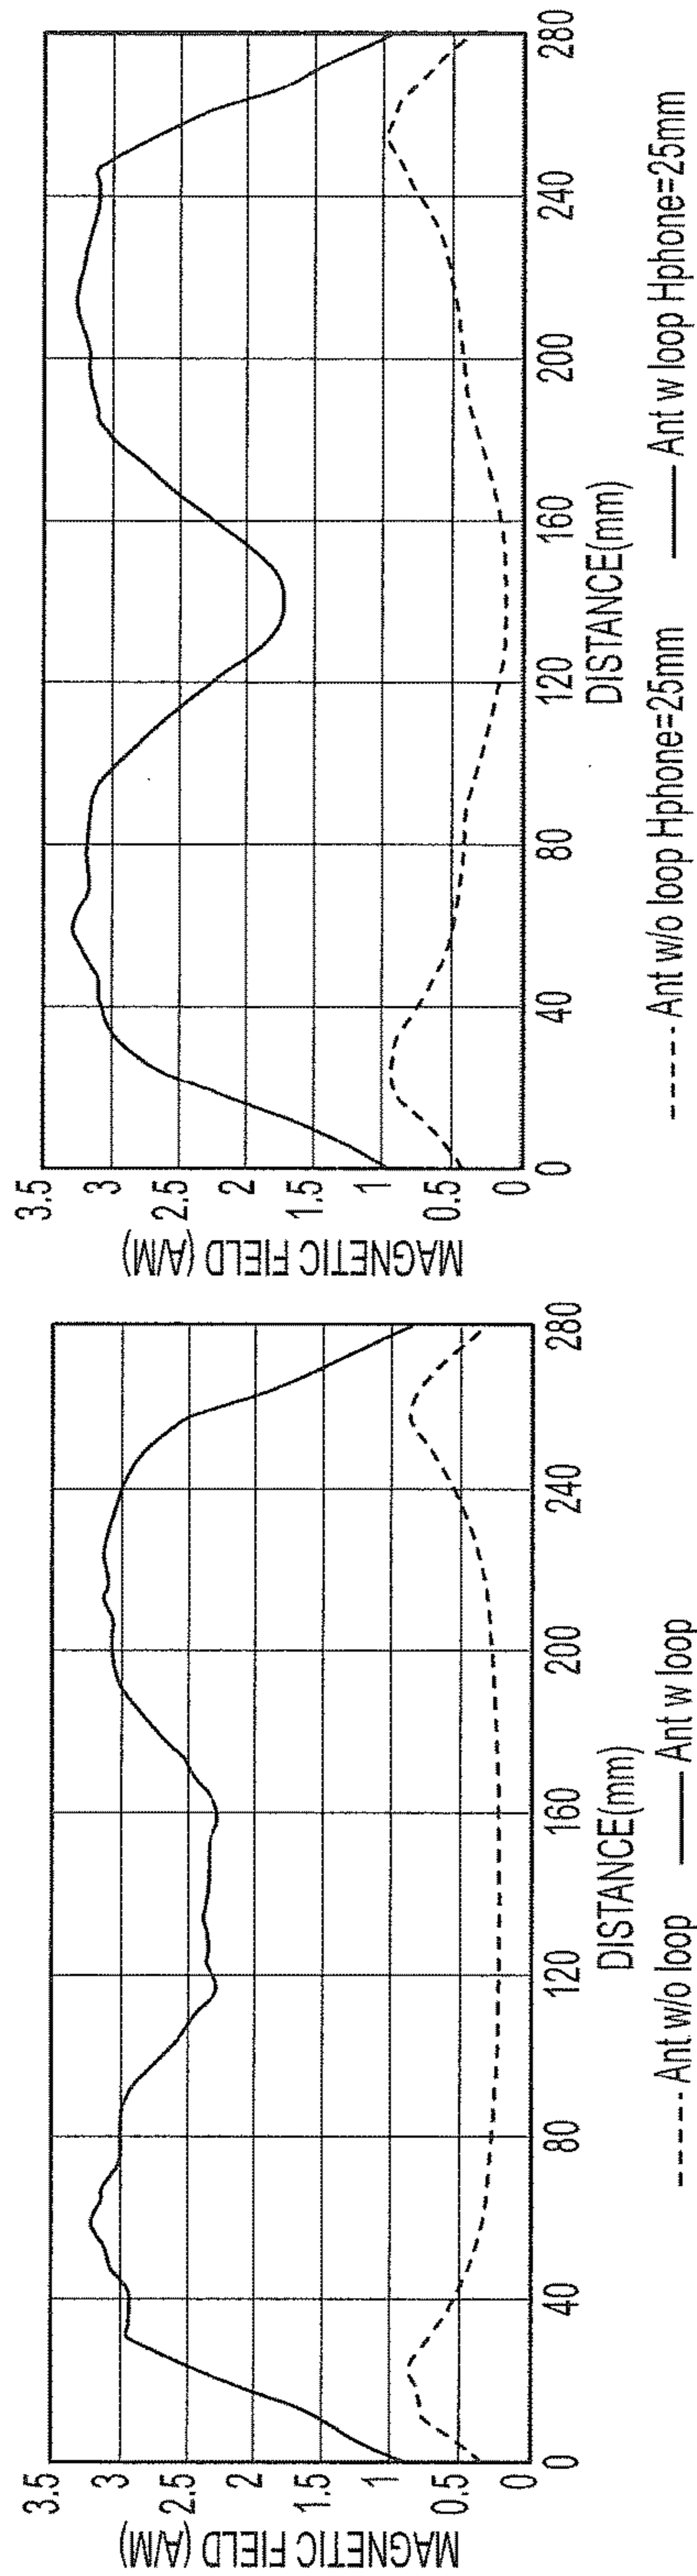 MAGNETIC FIELD (A/M)
3.5
3
2.5
2
1.5
1
0.5
0.0
0 40 80 120 160 200 240 280
DISTANCE(mm)
Ant w/o loop
Ant w loop
MAGNETIC FIELD (A/M)
3.5
3
2.5
2
1.5
1
0.5
0
0 40 80 120 160 200 240 280
DISTANCE(mm)
Ant w/o loop Hphone=25mm
Ant w loop Hphone=25mm